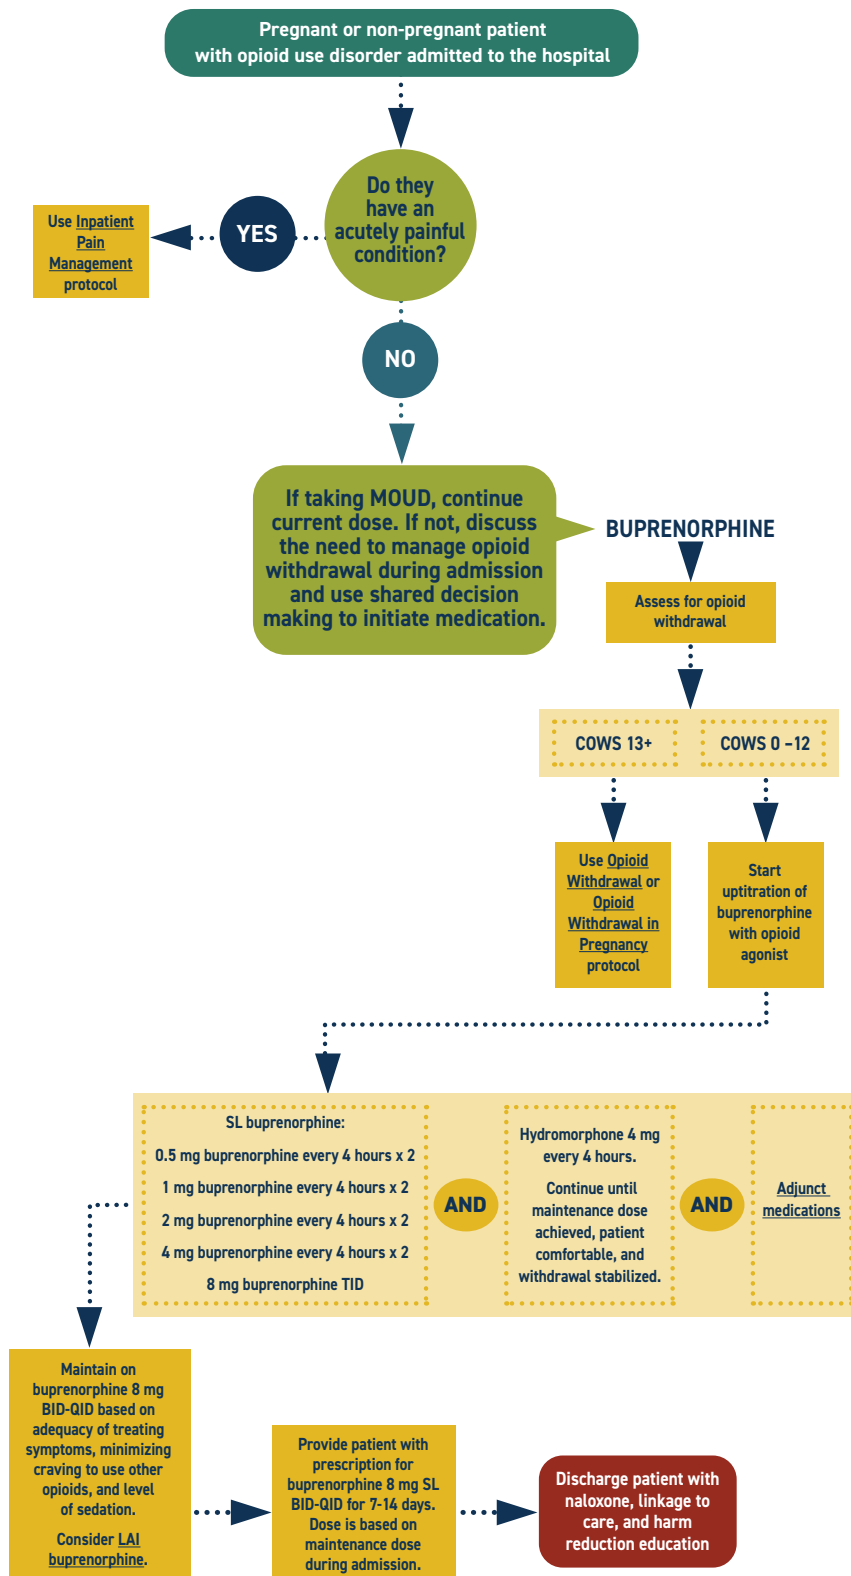 Pregnant or non-pregnant patient
with opioid use disorder admitted to the hospital
Do they
have an
acutely painful
condition?
YES
Use Inpatient
Pain
Management
protocol
NO
If taking MOUD, continue
current dose. If not, discuss
the need to manage opioid
withdrawal during admission
and use shared decision
making to initiate medication.
BUPRENORPHINE
Assess for opioid
withdrawal
COWS 13+
COWS 0 –12
Use Opioid
Withdrawal or
Opioid
Withdrawal in
Pregnancy
protocol
Start
uptitration of
buprenorphine
with opioid
agonist
SL buprenorphine:
0.5 mg buprenorphine every 4 hours x 2
1 mg buprenorphine every 4 hours x 2
2 mg buprenorphine every 4 hours x 2
4 mg buprenorphine every 4 hours x 2
8 mg buprenorphine TID
AND
Hydromorphone 4 mg
every 4 hours.
Continue until
maintenance dose
achieved, patient
comfortable, and
withdrawal stabilized.
AND
Adjunct
medications
Maintain on
buprenorphine 8 mg
BID-QID based on
adequacy of treating
symptoms, minimizing
craving to use other
opioids, and level
of sedation.
Consider LAI
buprenorphine.
Provide patient with
prescription for
buprenorphine 8 mg SL
BID-QID for 7-14 days.
Dose is based on
maintenance dose
during admission.
Discharge patient with
naloxone, linkage to
care, and harm
reduction education